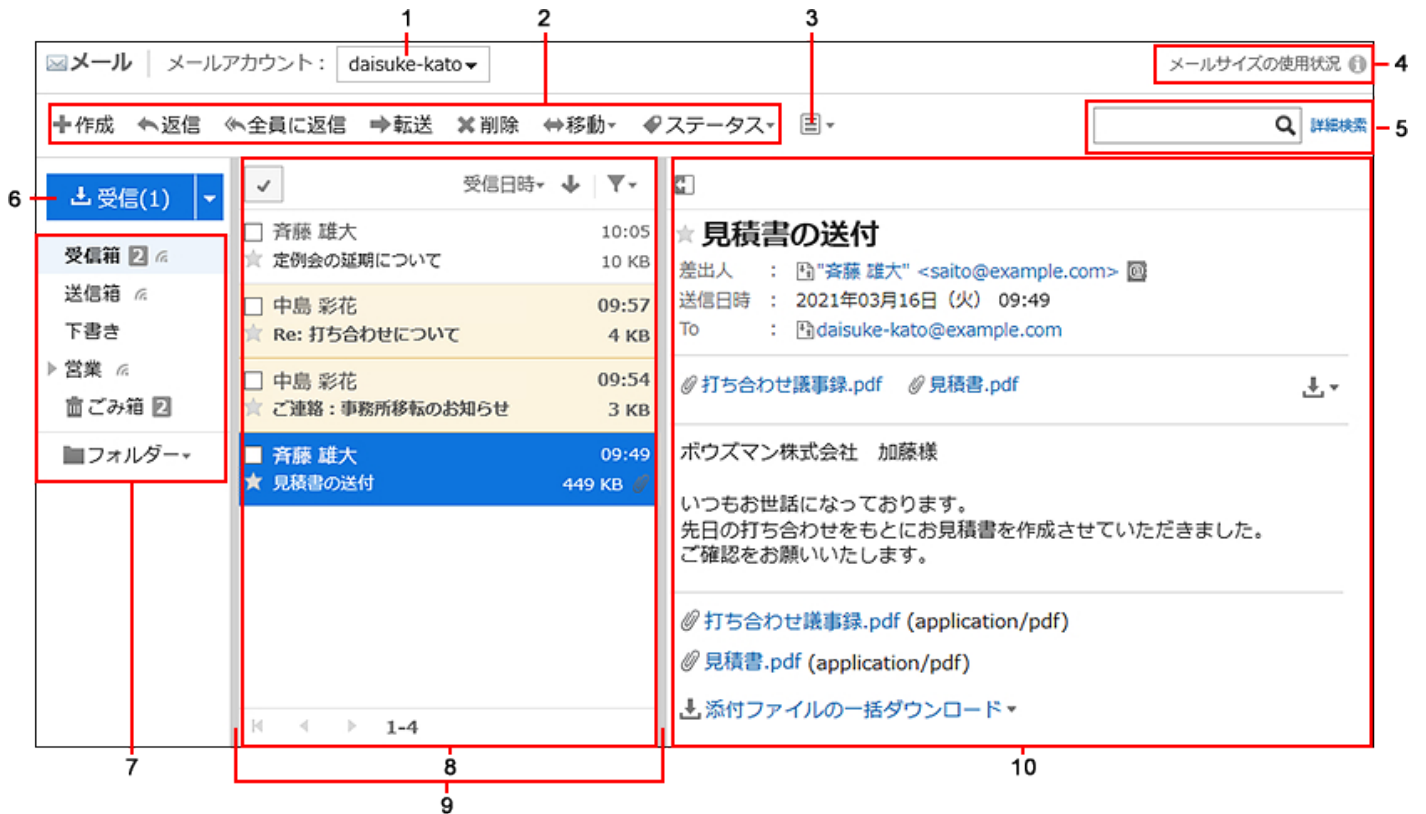 1 2 3
メール メールアカウント： daisuke-kato
メールサイズの使用状況 4
作成 返信 全員に返信 転送 削除 移動 ステータス
詳細検索 5
6 受信(1)
受信箱 2
送信箱
下書き
営業
ごみ箱 2
フォルダー
7
受信日時
斉藤 雄大 10:05
定例会の延期について 10 KB
中島 彩花 09:57
Re: 打ち合わせについて 4 KB
中島 彩花 09:54
ご連絡：事務所移転のお知らせ 3 KB
斉藤 雄大 09:49
見積書の送付 449 KB
1-4
8
9
見積書の送付
差出人 ： "斉藤 雄大" <saito@example.com>
送信日時 ： 2021年03月16日（火） 09:49
To ： daisuke-kato@example.com
打ち合わせ議事録.pdf 見積書.pdf
ボウズマン株式会社　加藤様
いつもお世話になっております。
先日の打ち合わせをもとにお見積書を作成させていただきました。
ご確認をお願いいたします。
打ち合わせ議事録.pdf (application/pdf)
見積書.pdf (application/pdf)
添付ファイルの一括ダウンロード
10